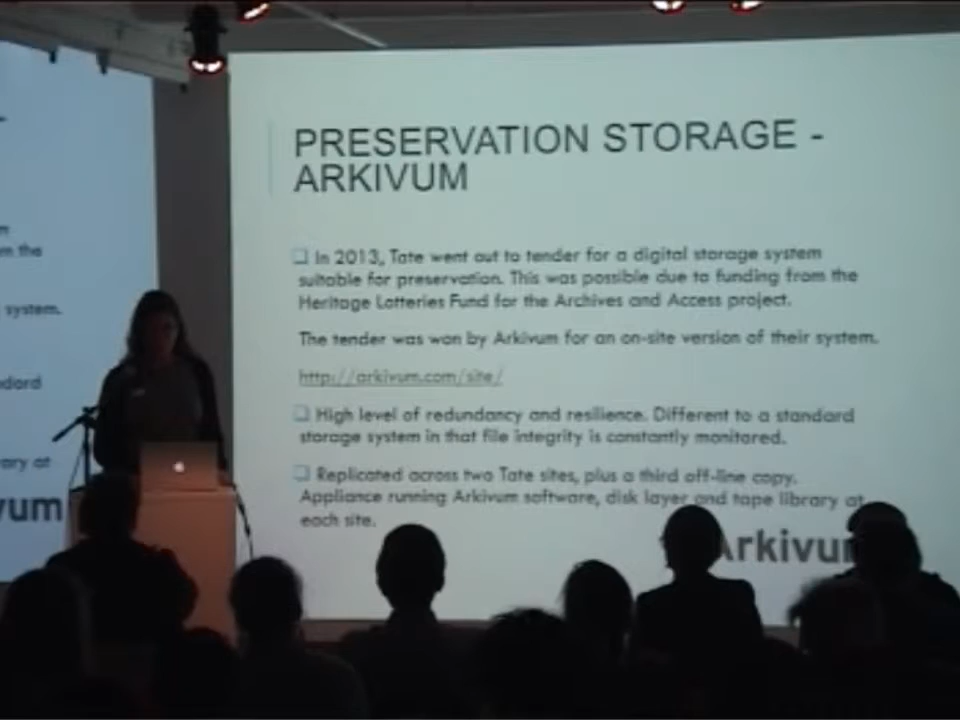 m the
system.
dard
ary at
vum
PRESERVATION STORAGE -
ARKIVUM
In 2013, Tate went out to tender for a digital storage system
suitable for preservation. This was possible due to funding from the
Heritage Lotteries Fund for the Archives and Access project.
The tender was won by Arkivum for an on-site version of their system.
http://arkivum.com/site/
High level of redundancy and resilience. Different to a standard
storage system in that file integrity is constantly monitored.
Replicated across two Tate sites, plus a third off-line copy.
Appliance running Arkivum software, disk layer and tape library at
each site.
Arkivum